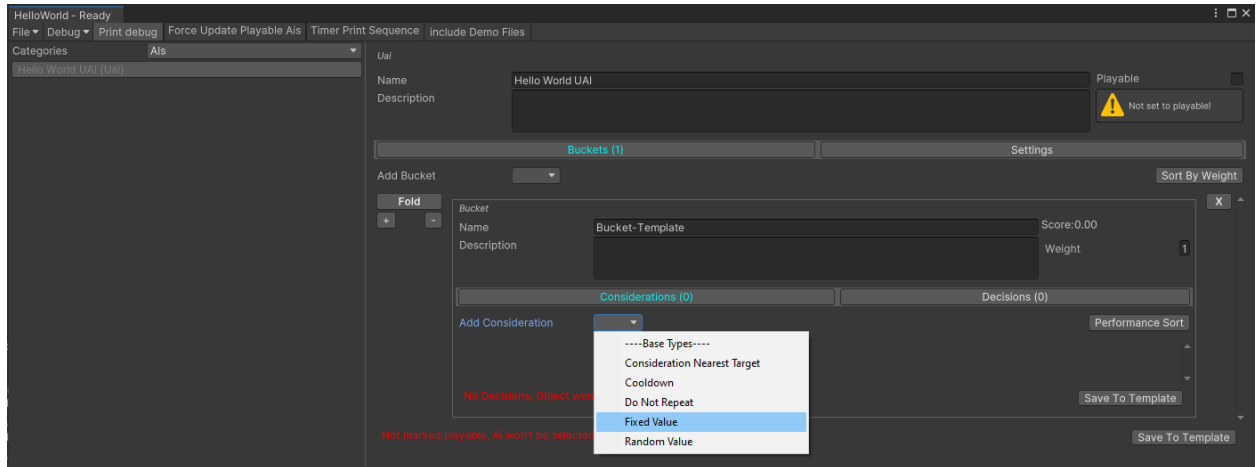 HelloWorld - Ready
File Debug Print debug Force Update Playable Ais Timer Print Sequence include Demo Files
Categories AIs
Hello World UAI (Uai)
Uai
Name Hello World UAI Playable
Description Not set to playable!
Buckets (1) Settings
Add Bucket Sort By Weight
Fold X
+ -
Bucket
Name Bucket-Template Score:0.00
Description Weight 1
Considerations (0) Decisions (0)
Add Consideration Performance Sort
----Base Types----
Consideration Nearest Target
Cooldown
Do Not Repeat
Fixed Value
Random Value
No Decisions, Object won
Save To Template
Not marked playable, Ai won't be selected
Save To Template